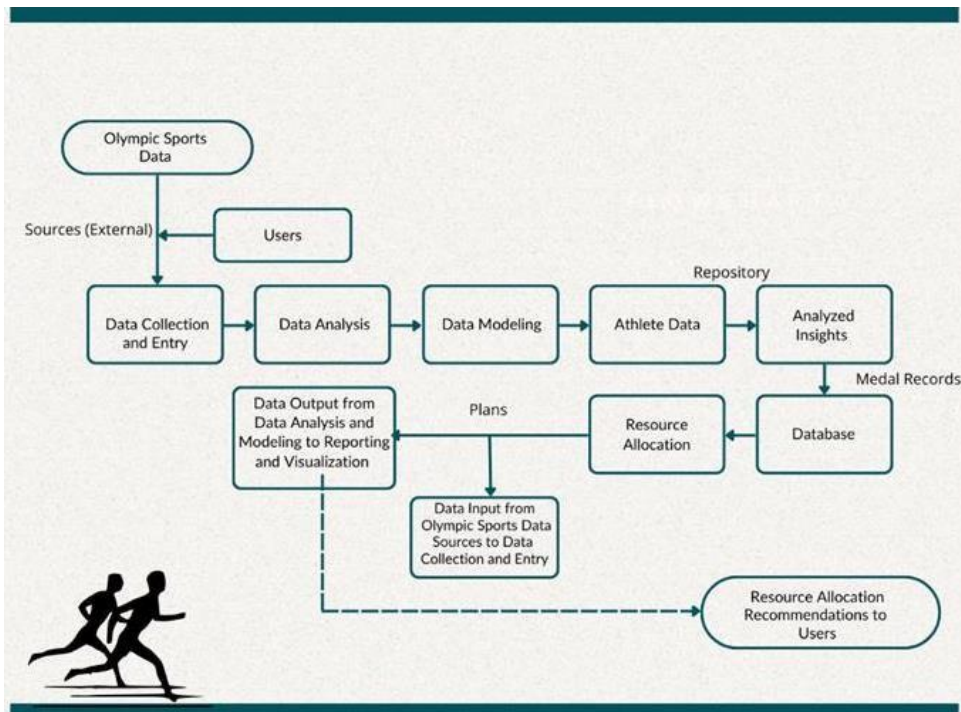 Olympic Sports
Data
Sources (External)
Users
Repository
Data Collection
and Entry
Data Analysis
Data Modeling
Athlete Data
Analyzed
Insights
Medal Records
Data Output from
Data Analysis and
Modeling to Reporting
and Visualization
Plans
Resource
Allocation
Database
Data Input from
Olympic Sports Data
Sources to Data
Collection and Entry
Resource Allocation
Recommendations to
Users